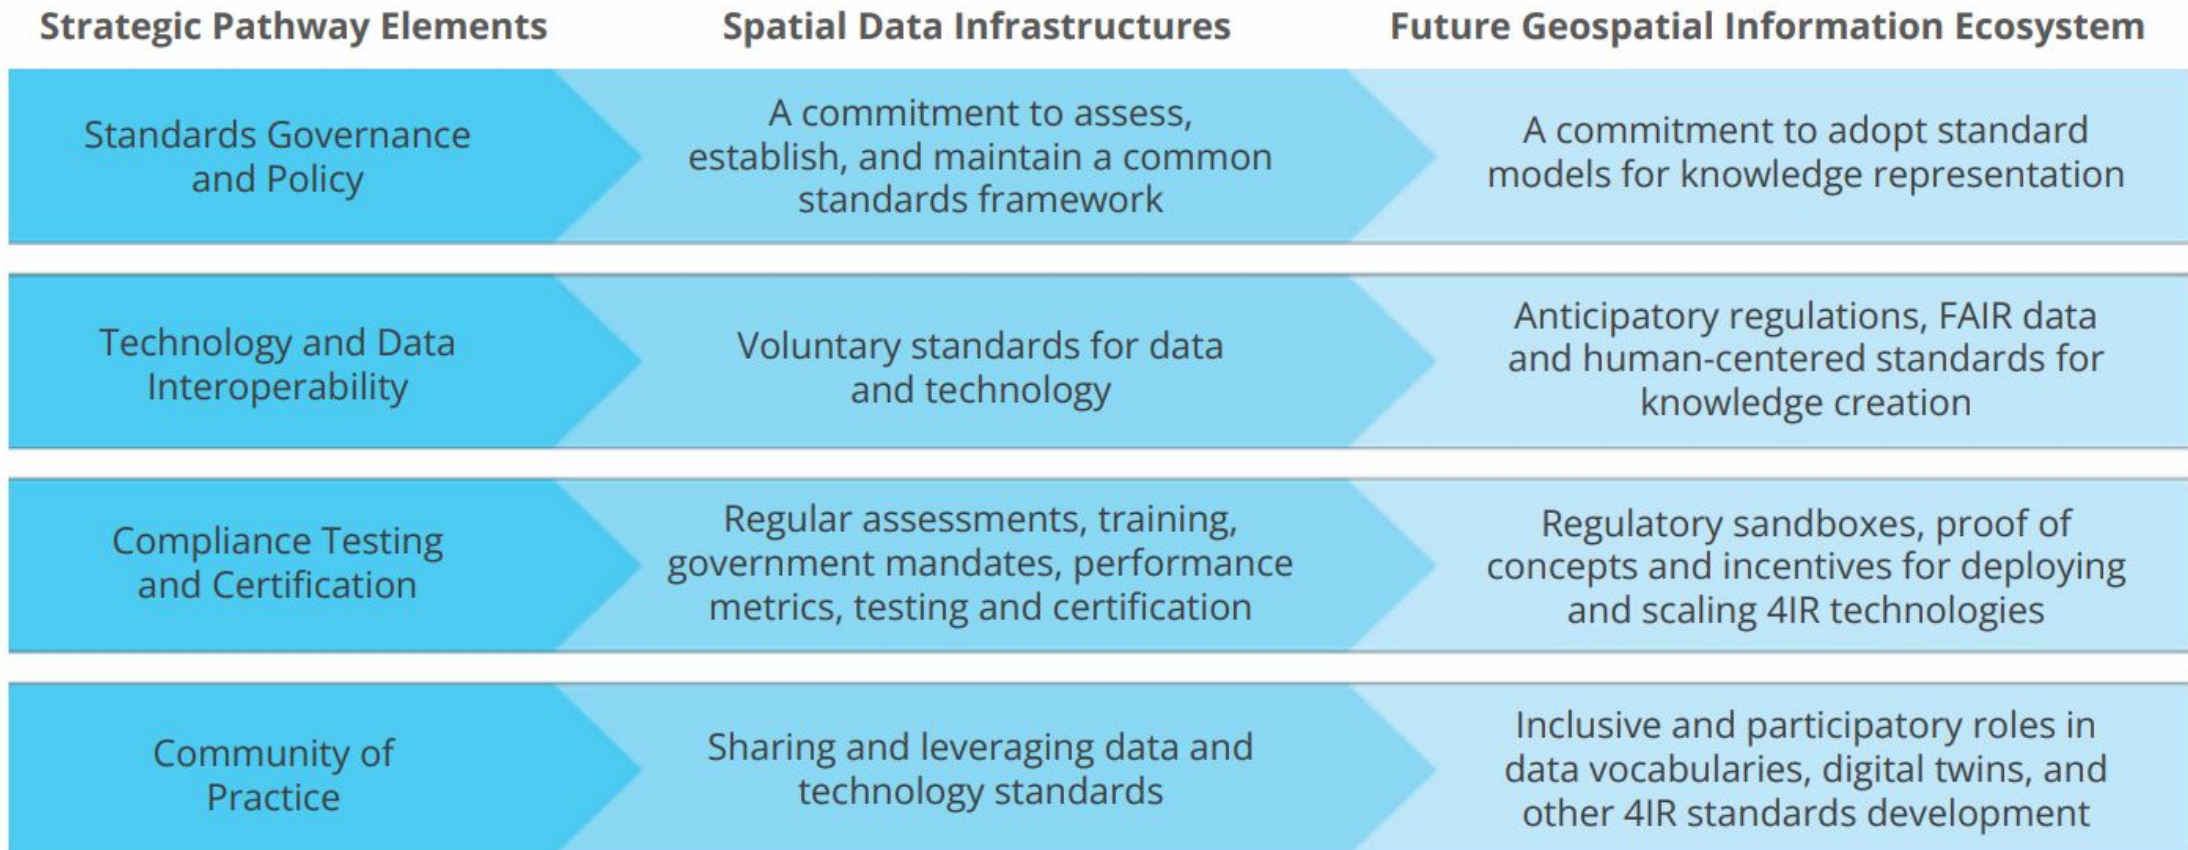 Strategic Pathway Elements
Spatial Data Infrastructures
Future Geospatial Information Ecosystem
Standards Governance
and Policy
A commitment to assess,
establish, and maintain a common
standards framework
A commitment to adopt standard
models for knowledge representation
Technology and Data
Interoperability
Voluntary standards for data
and technology
Anticipatory regulations, FAIR data
and human-centered standards for
knowledge creation
Compliance Testing
and Certification
Regular assessments, training,
government mandates, performance
metrics, testing and certification
Regulatory sandboxes, proof of
concepts and incentives for deploying
and scaling 4IR technologies
Community of
Practice
Sharing and leveraging data and
technology standards
Inclusive and participatory roles in
data vocabularies, digital twins, and
other 4IR standards development